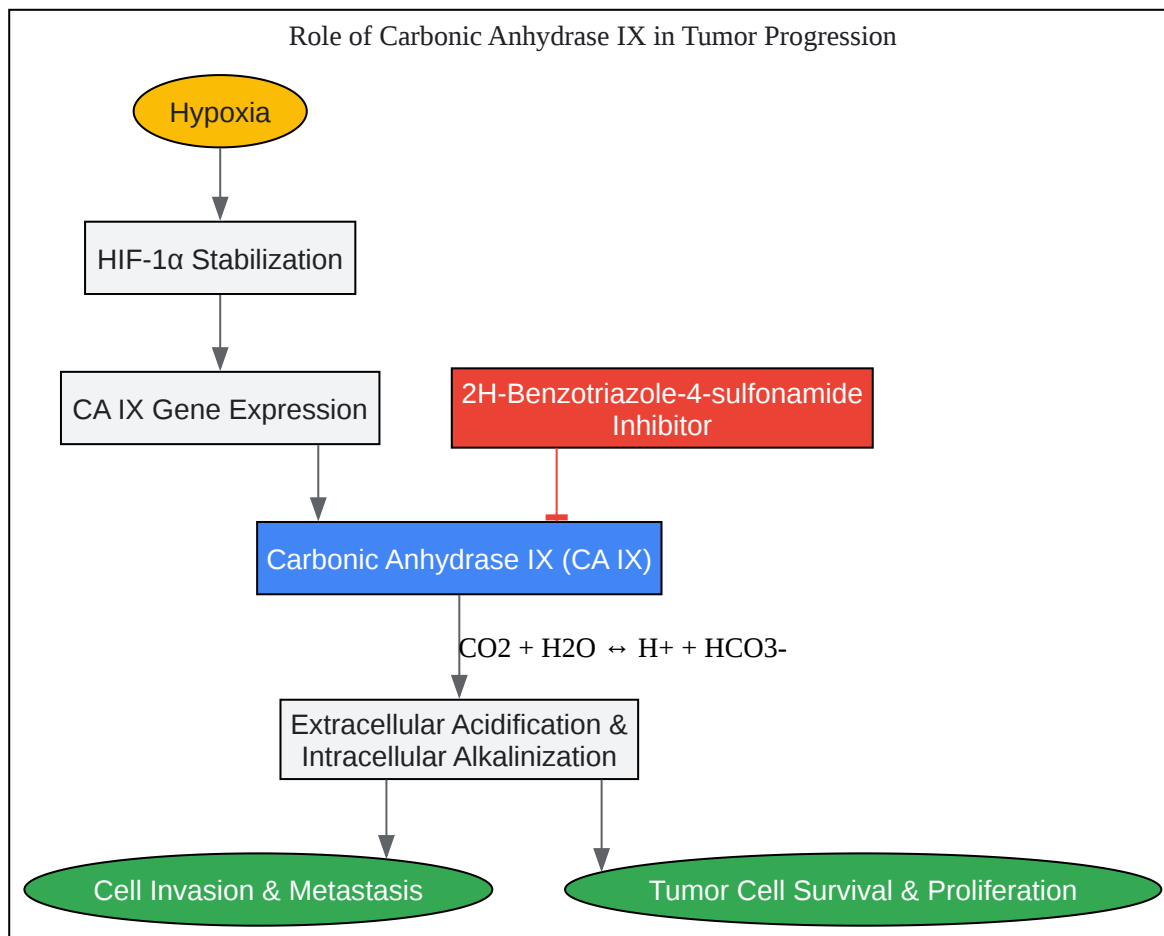 Role of Carbonic Anhydrase IX in Tumor Progression
Hypoxia
HIF-1α Stabilization
CA IX Gene Expression
2H-Benzotriazole-4-sulfonamide
Inhibitor
Carbonic Anhydrase IX (CA IX)
CO2 + H2O ↔ H+ + HCO3-
Extracellular Acidification &
Intracellular Alkalinization
Cell Invasion & Metastasis
Tumor Cell Survival & Proliferation